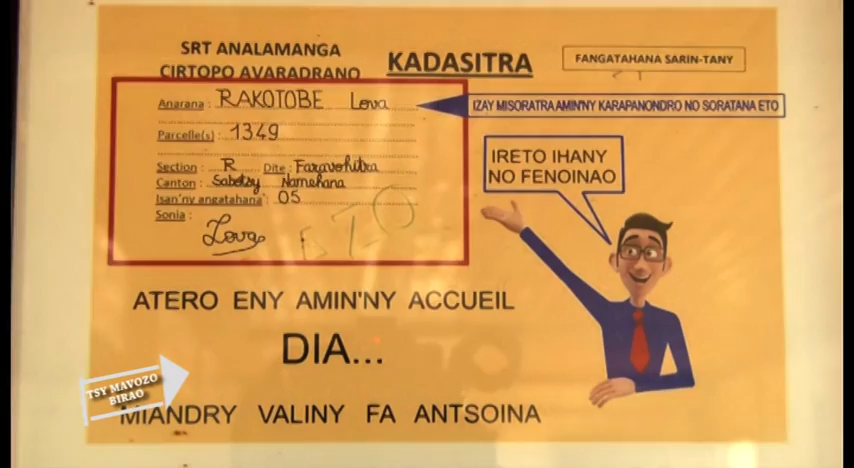 SRT ANALAMANGA
CIRTOPO AVARADRANO
KADASITRA
FANGATAHANA SARIN-TANY
Anarana : RAKOTOBE Lova
IZAY MISORATRA AMIN'NY KARAPANONDRO NO SORATANA ETO
Parcelle(s) : 1349
Section : R Dite : Faravohitra
Canton : Sabotsy Namehana
Isan'ny angatahana : 05
Sonia :
Lova
AZO
IRETO IHANY
NO FENOINAO
ATERO ENY AMIN'NY ACCUEIL
DIA...
MIANDRY VALINY FA ANTSOINA
TSY MAVOZO
BIRAO